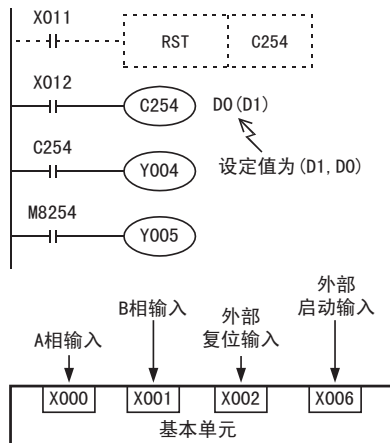 X011
RST C254
X012
C254 D0(D1)
C254
Y004 设定值为(D1,D0)
M8254
Y005
外部
启动输入
B相输入
外部
复位输入
A相输入
X000 X001 X002 X006
基本单元